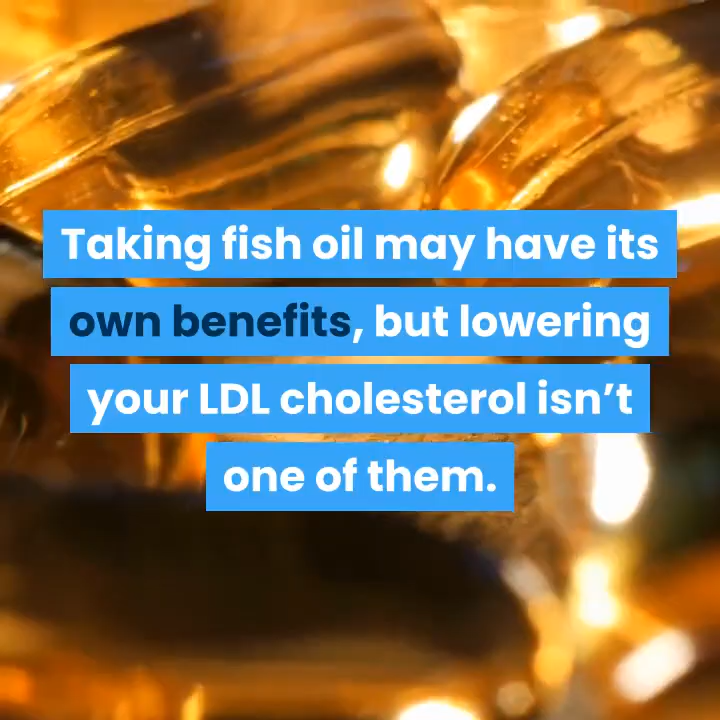 Taking fish oil may have its
own benefits, but lowering
your LDL cholesterol isn’t
one of them.